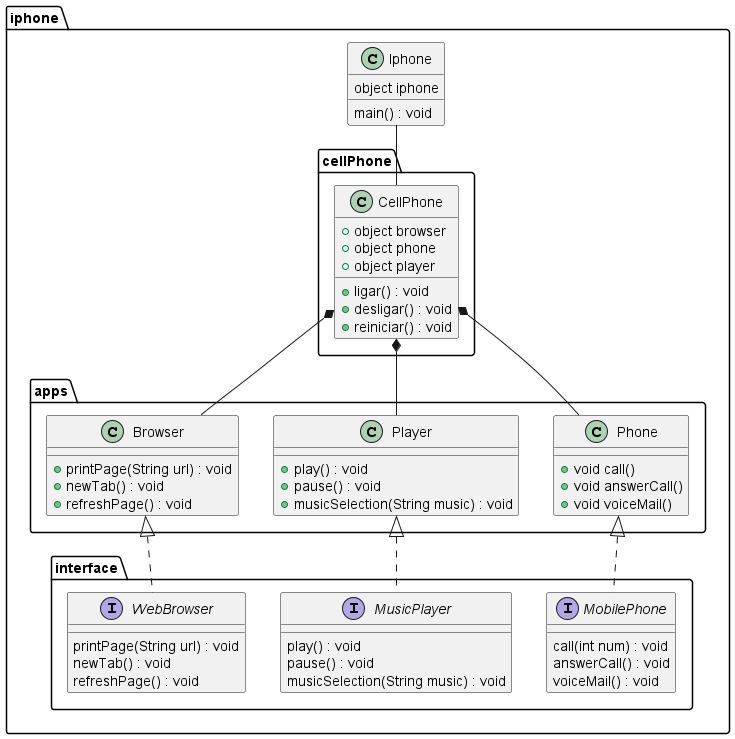 iphone
C Iphone
object iphone
main() : void
cellPhone
C CellPhone
object browser
object phone
object player
ligar() : void
desligar() : void
reiniciar() : void
apps
C Browser
printPage(String url) : void
newTab() : void
refreshPage() : void
C Player
play() : void
pause() : void
musicSelection(String music) : void
C Phone
void call()
void answerCall()
void voiceMail()
interface
I WebBrowser
printPage(String url) : void
newTab() : void
refreshPage() : void
I MusicPlayer
play() : void
pause() : void
musicSelection(String music) : void
I MobilePhone
call(int num) : void
answerCall() : void
voiceMail() : void